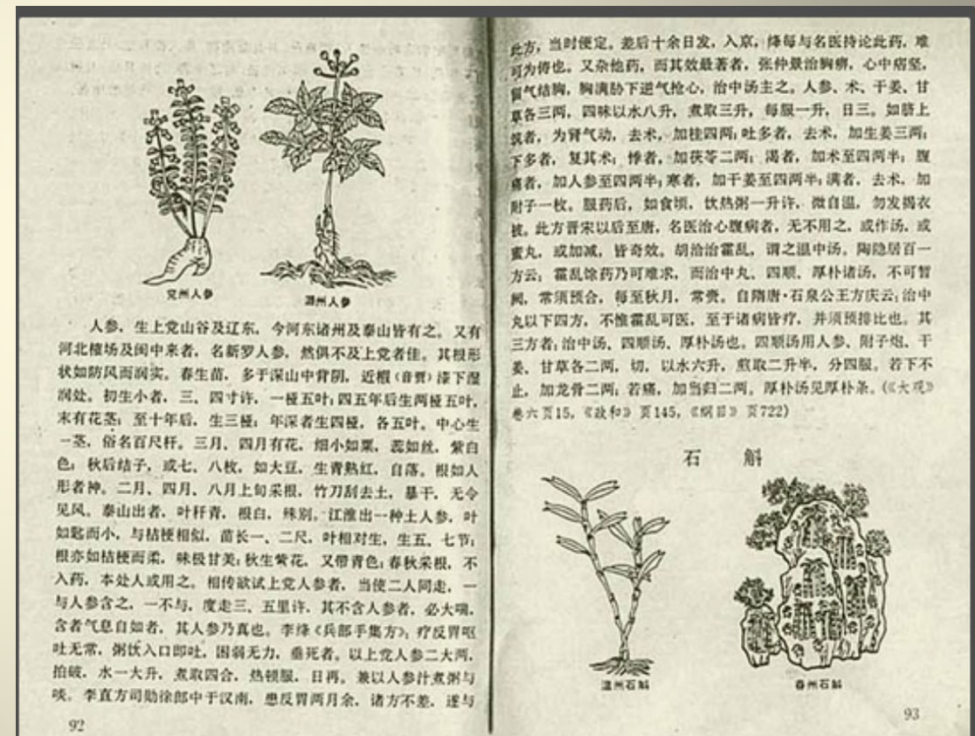 兖州人参
潞州人参
人参，生上党山谷及辽东，今河东诸州及泰山皆有之。又有
河北榷场及闽中来者，名新罗人参，然俱不及上党者佳。其根形
状如防风而润实。春生苗，多于深山中背阴，近椴（音贾）漆下湿
润处。初生小者，三、四寸许，一桠五叶；四五年后生两桠五叶，
末有花茎；至十年后，生三桠；年深者生四桠，各五叶。中心生
一茎，俗名百尺杆。三月、四月有花，细小如粟，蕊如丝，紫白
色；秋后结子，或七、八枚，如大豆，生青熟红，自落。根如人
形者神。二月、四月、八月上旬采根，竹刀刮去土，暴干，无令
见风。泰山出者，叶秆青，根白，殊别。江淮出一种土人参，叶
如匙而小，与桔梗相似，苗长一、二尺，叶相对生，生五、七节；
根亦如桔梗而柔，味极甘美；秋生紫花，又带青色；春秋采根，不
入药，本处人或用之。相传欲试上党人参者，当使二人同走，一
与人参含之，一不与，度走三、五里许，其不含人参者，必大喘，
含者气息自如者，其人参乃真也。李绛《兵部手集方》，疗反胃呕
吐无常，粥饮入口即吐，困弱无力，垂死者。以上党人参二大两，
拍破，水一大升，煮取四合，热顿服，日再。兼以人参汁煮粥与
啖。李直方司勋徐郎中于汉南，患反胃两月余，诸方不差，遂与
92
此方，当时便定。差后十余日发，入京，绛每与名医持论此药，难
可为俦也。又杂他药，而其效最著者，张仲景治胸痹，心中痞坚，
留气结胸，胸满胁下逆气抢心，治中汤主之。人参、术、干姜、甘
草各三两，四味以水八升，煮取三升，每服一升，日三。如脐上
筑者，为肾气动，去术，加桂四两；吐多者，去术，加生姜三两；
下多者，复其术；悸者，加茯苓二两；渴者，加术至四两半；腹
痛者，加人参至四两半；寒者，加干姜至四两半；满者，去术，加
附子一枚。服药后，如食顷，饮热粥一升许，微自温，勿发揭衣
被。此方晋宋以后至唐，名医治心腹病者，无不用之，或作汤，或
蜜丸，或加减，皆奇效。胡洽治霍乱，谓之温中汤。陶隐居百一
方云；霍乱馀药乃可难求，而治中丸、四顺、厚朴诸汤，不可暂
阙，常须预合，每至秋月，常赍。自隋唐·石泉公王方庆云；治中
丸以下四方，不惟霍乱可医，至于诸病皆疗，并须预排比也。其
三方者；治中汤、四顺汤、厚朴汤也。四顺汤用人参、附子炮、干
姜、甘草各二两，切，以水六升，煎取二升半，分四服。若下不
止，加龙骨二两；若痛，加当归二两。厚朴汤见厚朴条。（《大观》
卷六页15，《政和》页145，《纲目》页722）
石斛
温州石斛
春州石斛
93